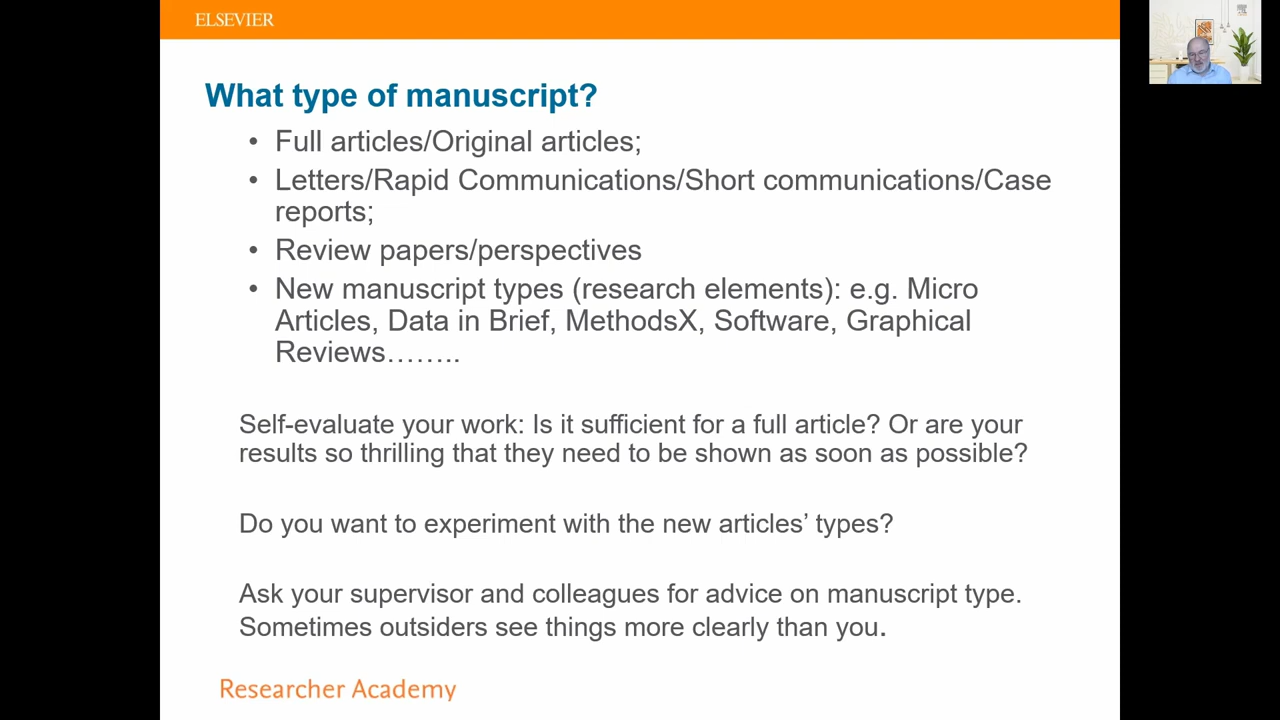 ELSEVIER
What type of manuscript?
• Full articles/Original articles;
• Letters/Rapid Communications/Short communications/Case
reports;
• Review papers/perspectives
• New manuscript types (research elements): e.g. Micro
Articles, Data in Brief, MethodsX, Software, Graphical
Reviews……..
Self-evaluate your work: Is it sufficient for a full article? Or are your
results so thrilling that they need to be shown as soon as possible?
Do you want to experiment with the new articles’ types?
Ask your supervisor and colleagues for advice on manuscript type.
Sometimes outsiders see things more clearly than you.
Researcher Academy